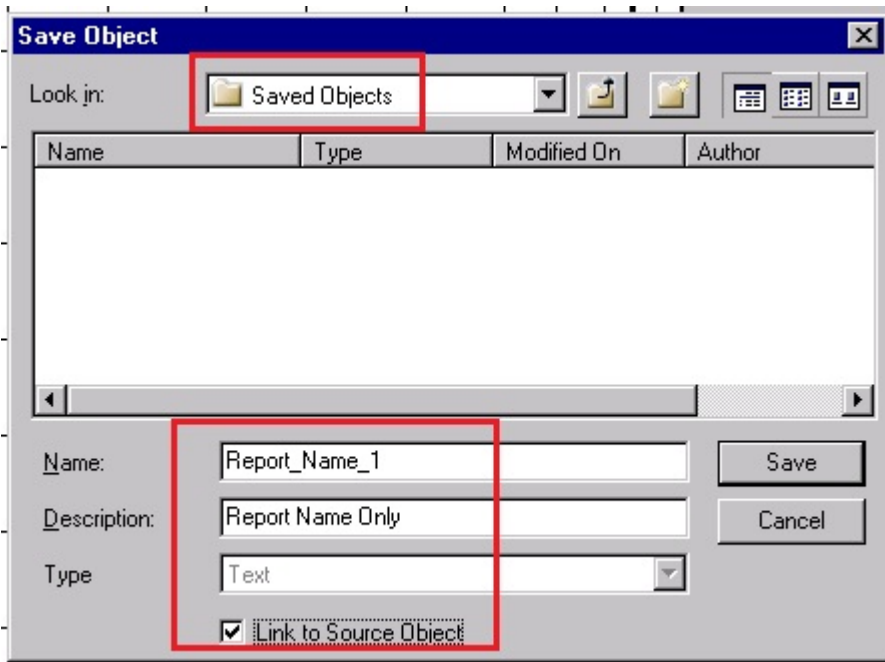 Save Object
Look in: Saved Objects
Name Type Modified On Author
Name: Report_Name_1 Save
Description: Report Name Only Cancel
Type Text
Link to Source Object